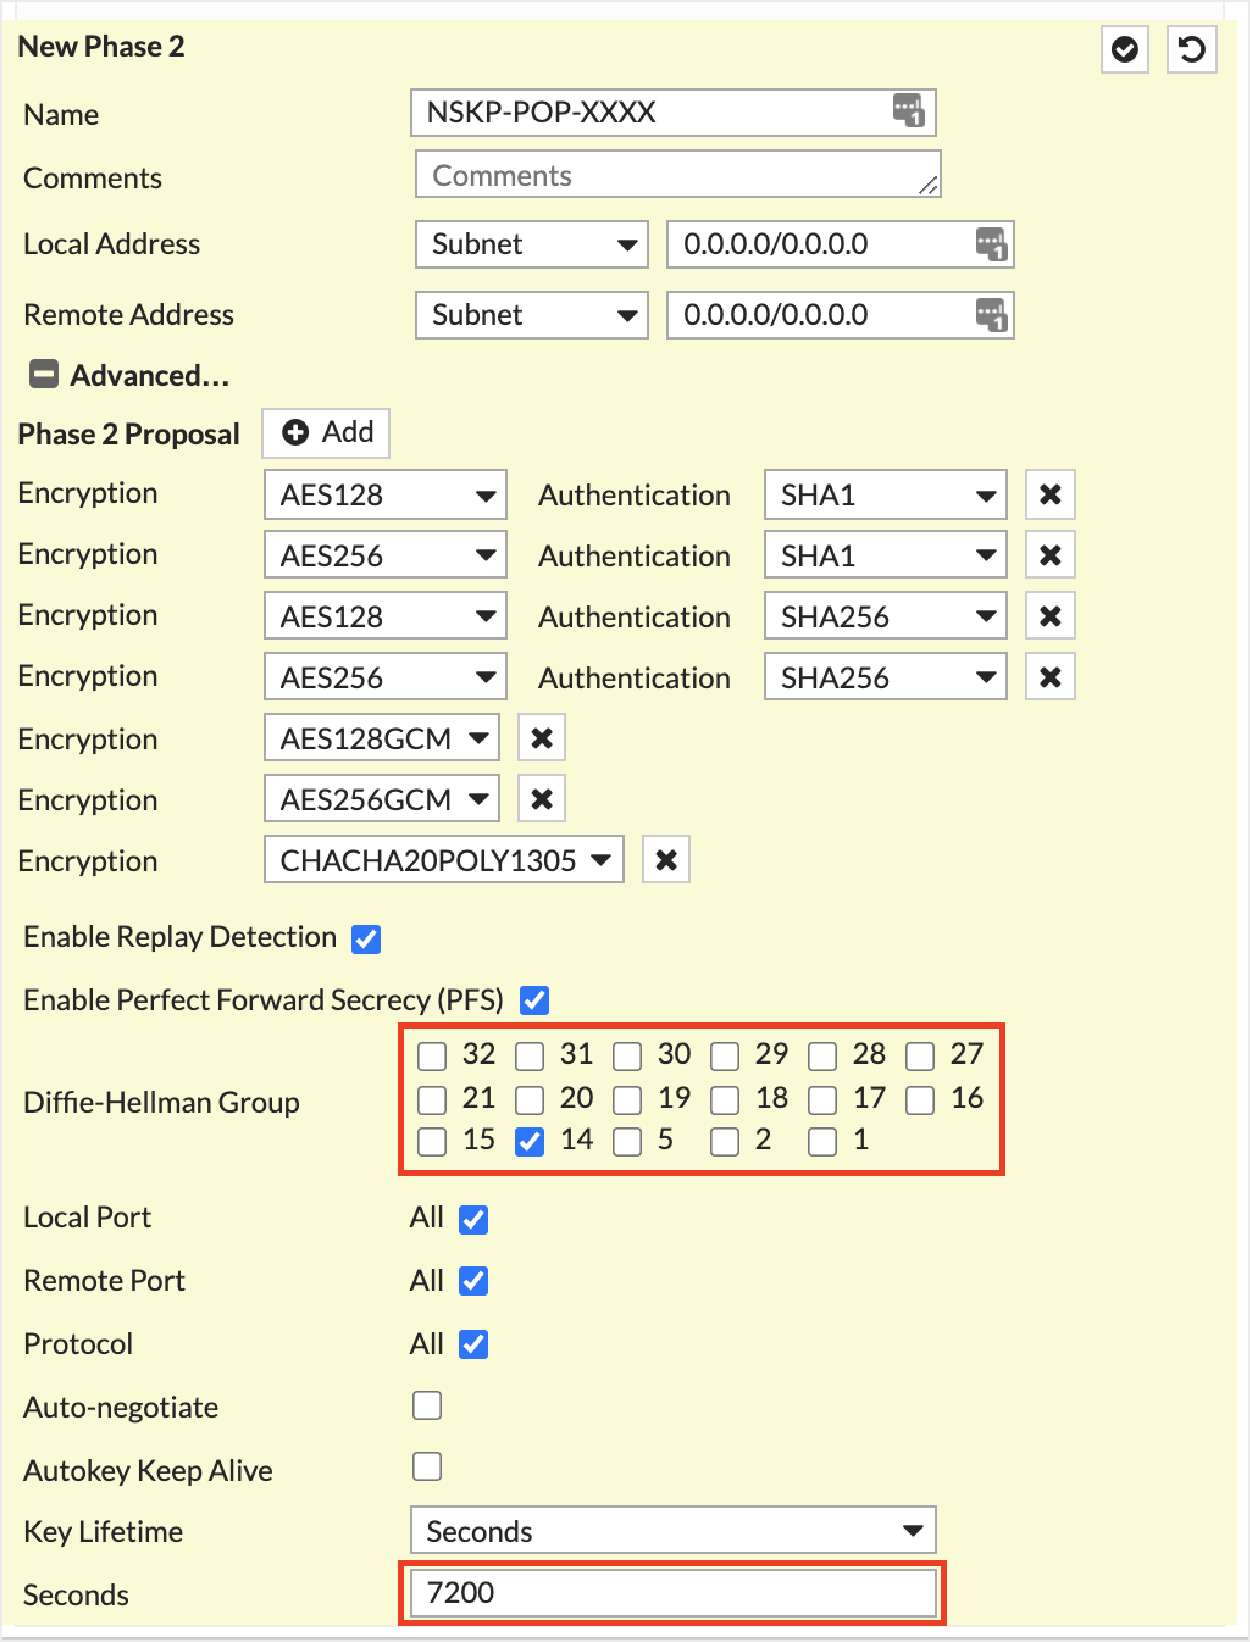 New Phase 2
Name NSKP-POP-XXXX 1
Comments Comments
Local Address Subnet 0.0.0.0/0.0.0.0 1
Remote Address Subnet 0.0.0.0/0.0.0.0 1
Advanced...
Phase 2 Proposal Add
Encryption AES128 Authentication SHA1
Encryption AES256 Authentication SHA1
Encryption AES128 Authentication SHA256
Encryption AES256 Authentication SHA256
Encryption AES128GCM
Encryption AES256GCM
Encryption CHACHA20POLY1305
Enable Replay Detection
Enable Perfect Forward Secrecy (PFS)
Diffie-Hellman Group
32 31 30 29 28 27
21 20 19 18 17 16
15 14 5 2 1
Local Port All
Remote Port All
Protocol All
Auto-negotiate
Autokey Keep Alive
Key Lifetime Seconds
Seconds 7200